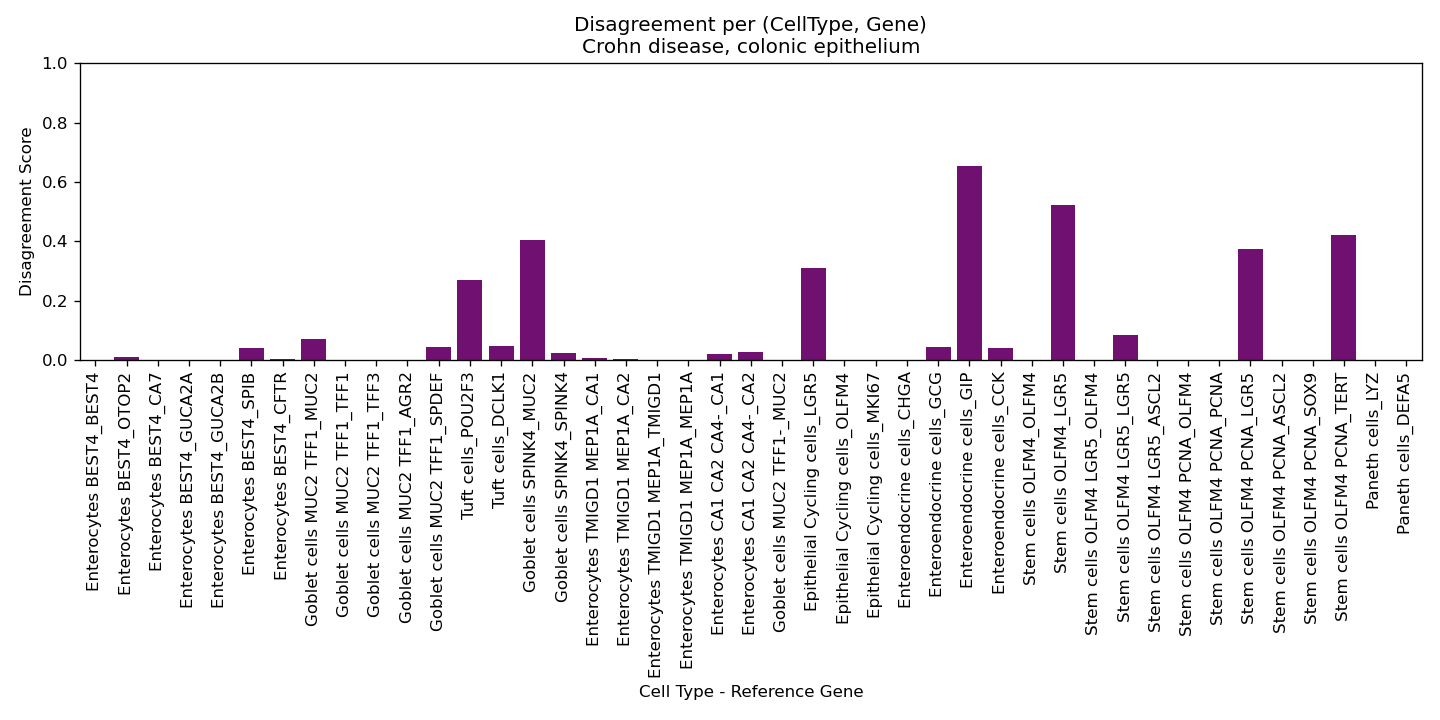 Disagreement per (CellType, Gene)
Crohn disease, colonic epithelium
Disagreement Score
1.0
0.8
0.6
0.4
0.2
0.0
Enterocytes BEST4_BEST4
Enterocytes BEST4_OTOP2
Enterocytes BEST4_CA7
Enterocytes BEST4_GUCA2A
Enterocytes BEST4_GUCA2B
Enterocytes BEST4_SPIB
Enterocytes BEST4_CFTR
Goblet cells MUC2 TFF1_MUC2
Goblet cells MUC2 TFF1_TFF1
Goblet cells MUC2 TFF1_TFF3
Goblet cells MUC2 TFF1_AGR2
Goblet cells MUC2 TFF1_SPDEF
Tuft cells_POU2F3
Tuft cells_DCLK1
Goblet cells SPINK4_MUC2
Goblet cells SPINK4_SPINK4
Enterocytes TMIGD1 MEP1A_CA1
Enterocytes TMIGD1 MEP1A_CA2
Enterocytes TMIGD1 MEP1A_TMIGD1
Enterocytes TMIGD1 MEP1A_MEP1A
Enterocytes CA1 CA2 CA4-_CA1
Enterocytes CA1 CA2 CA4-_CA2
Goblet cells MUC2 TFF1-_MUC2
Epithelial Cycling cells_LGR5
Epithelial Cycling cells_OLFM4
Epithelial Cycling cells_MKI67
Enteroendocrine cells_CHGA
Enteroendocrine cells_GCG
Enteroendocrine cells_GIP
Enteroendocrine cells_CCK
Stem cells OLFM4_OLFM4
Stem cells OLFM4_LGR5
Stem cells OLFM4 LGR5_OLFM4
Stem cells OLFM4 LGR5_LGR5
Stem cells OLFM4 LGR5_ASCL2
Stem cells OLFM4 PCNA_OLFM4
Stem cells OLFM4 PCNA_PCNA
Stem cells OLFM4 PCNA_LGR5
Stem cells OLFM4 PCNA_ASCL2
Stem cells OLFM4 PCNA_SOX9
Stem cells OLFM4 PCNA_TERT
Paneth cells_LYZ
Paneth cells_DEFA5
Cell Type - Reference Gene